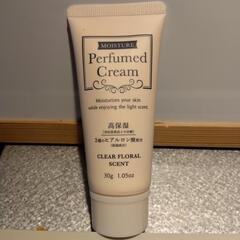 MOISTURE
Perfumed
Cream
Moisturizes your skin
while enjoying the light scent.
高保湿
3種のヒアルロン酸配合
CLEAR FLORAL
SCENT
30g 1.05oz